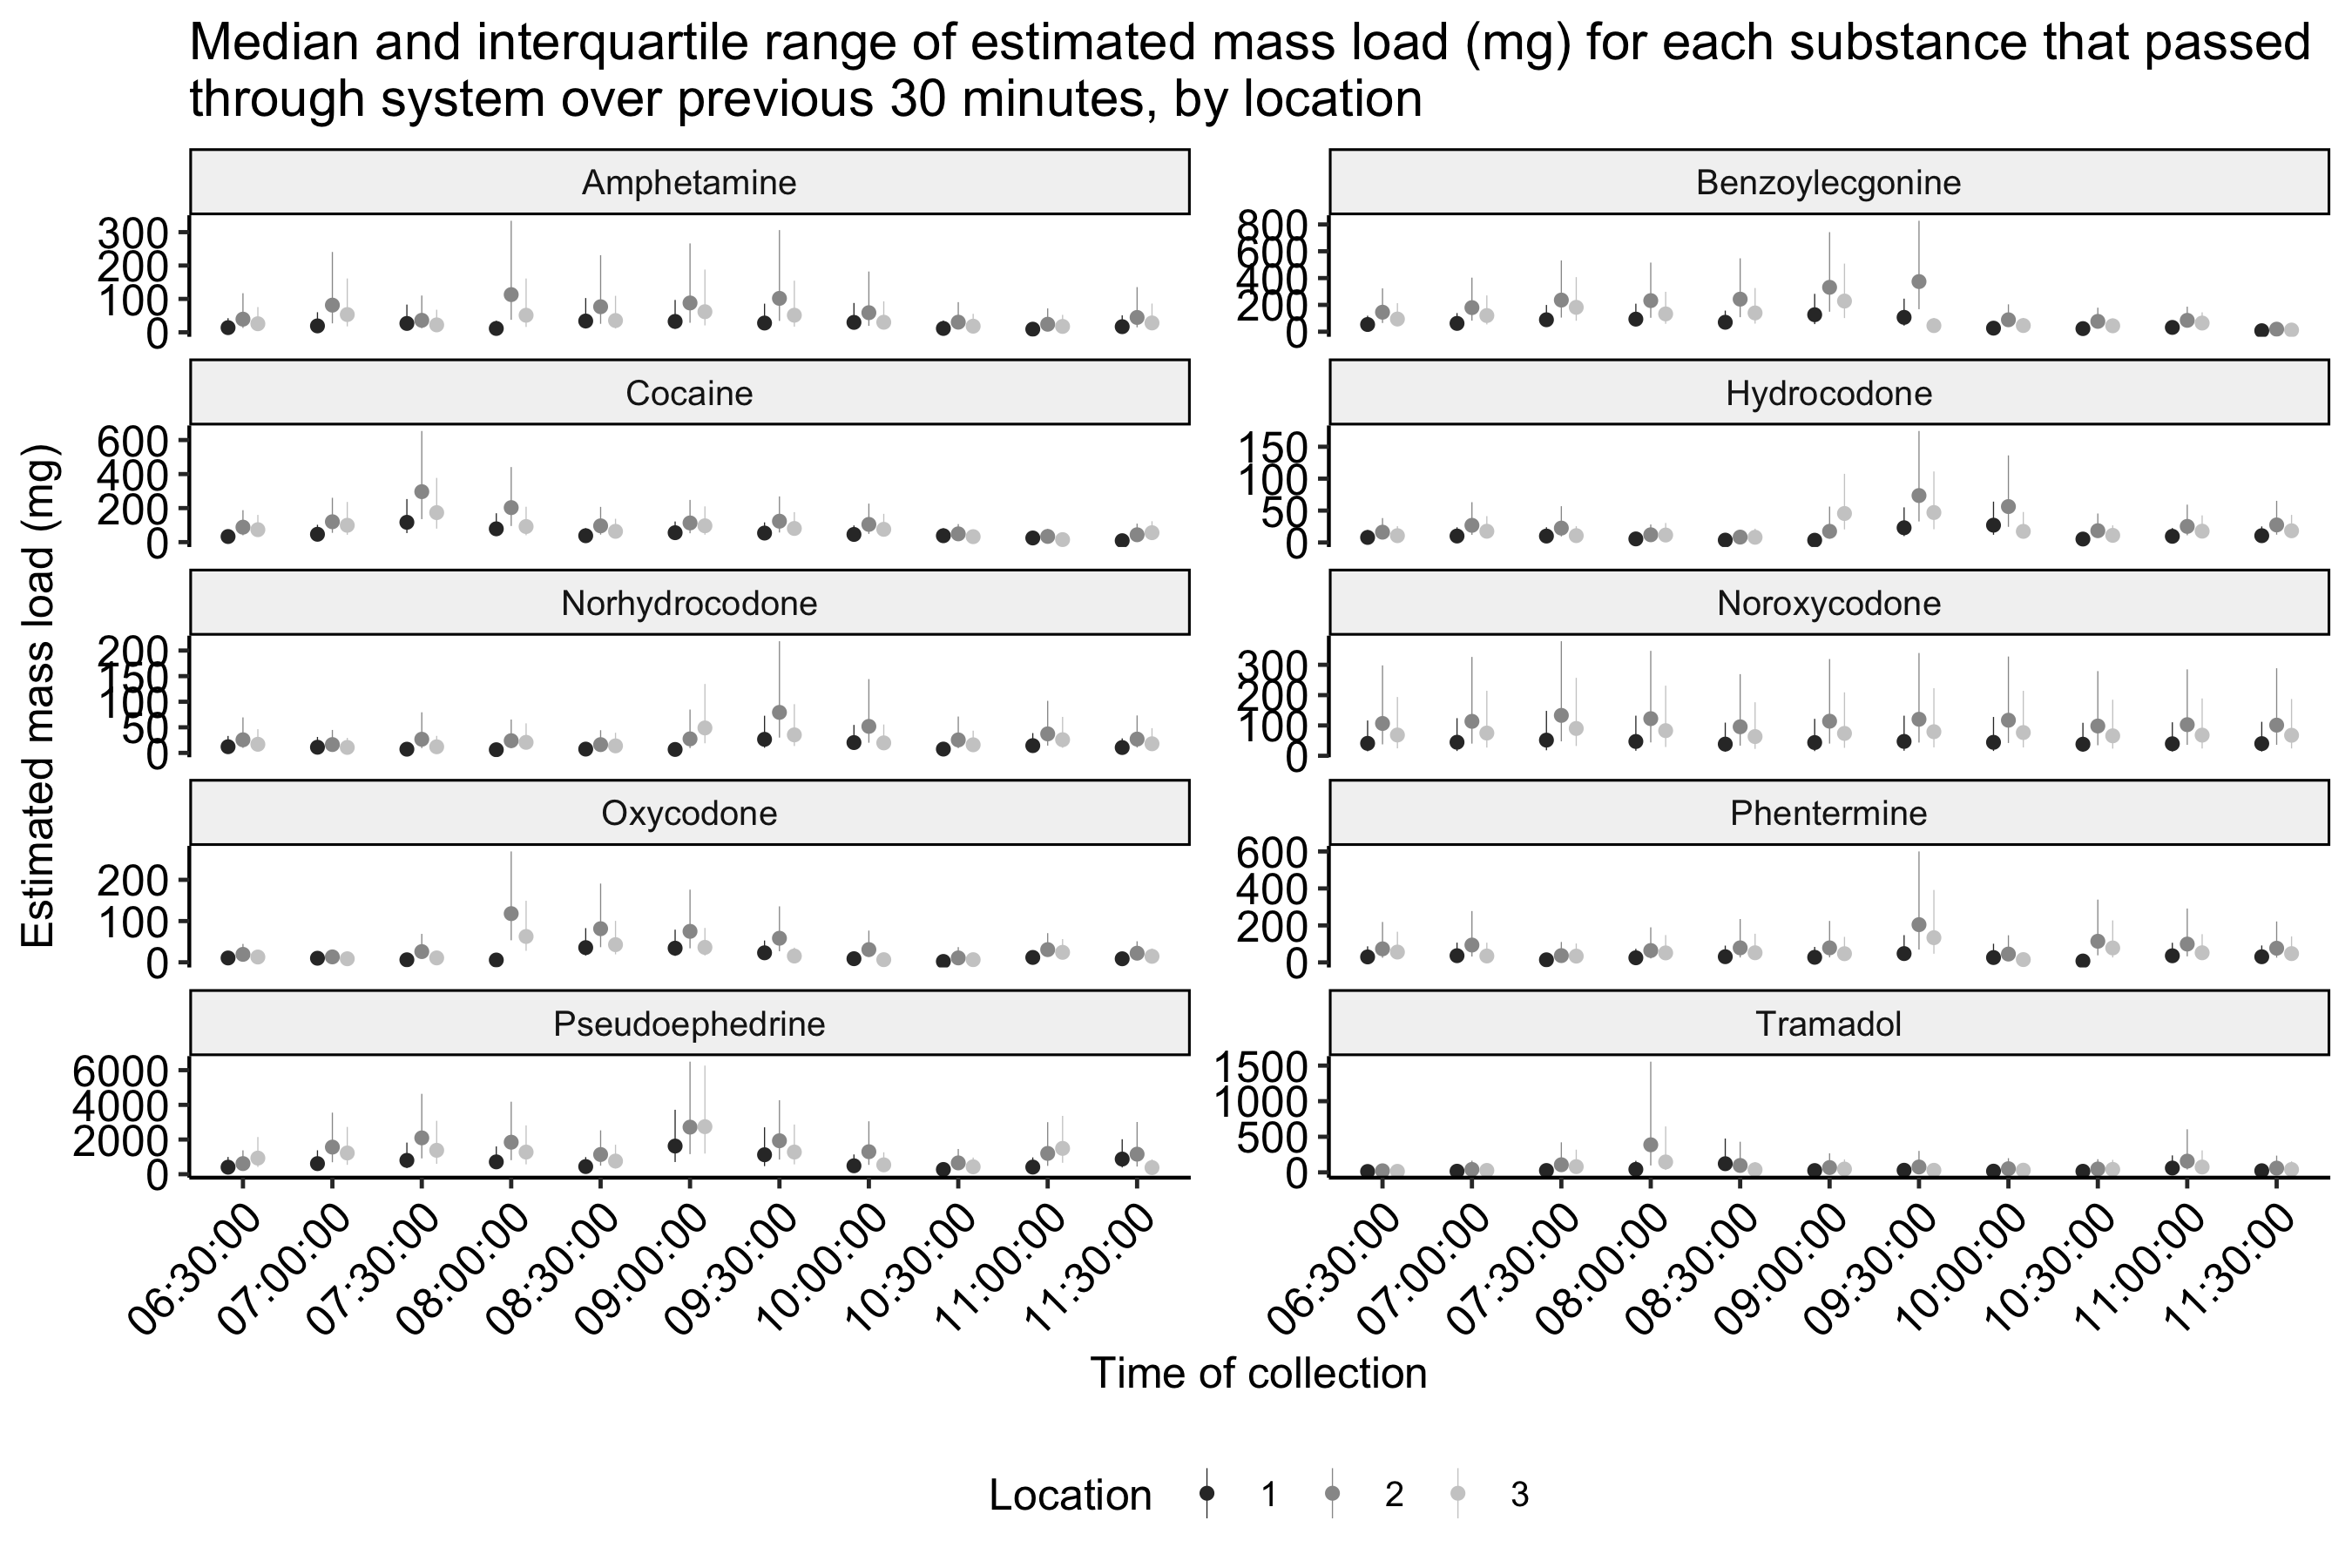 Median and interquartile range of estimated mass load (mg) for each substance that passed
through system over previous 30 minutes, by location
Estimated mass load (mg)
Amphetamine
300
200
100
0
Benzoylecgonine
800
600
400
200
0
Cocaine
600
400
200
0
Hydrocodone
150
100
50
0
Norhydrocodone
200
150
100
50
0
Noroxycodone
300
200
100
0
Oxycodone
200
100
0
Phentermine
600
400
200
0
Pseudoephedrine
6000
4000
2000
0
Tramadol
1500
1000
500
0
06:30:00 07:00:00 07:30:00 08:00:00 08:30:00 09:00:00 09:30:00 10:00:00 10:30:00 11:00:00 11:30:00
06:30:00 07:00:00 07:30:00 08:00:00 08:30:00 09:00:00 09:30:00 10:00:00 10:30:00 11:00:00 11:30:00
Time of collection
Location 1 2 3